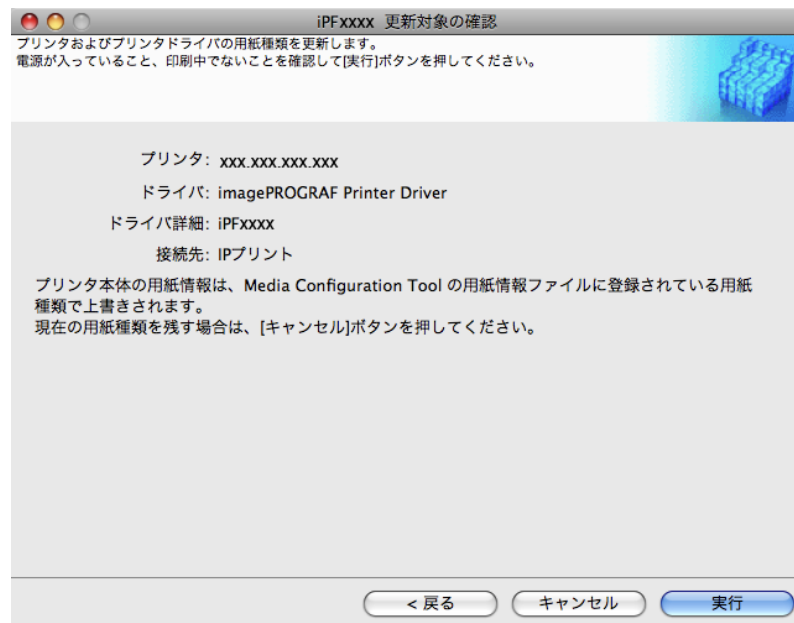 iPFxxxx 更新対象の確認
プリンタおよびプリンタドライバの用紙種類を更新します。
電源が入っていること、印刷中でないことを確認して[実行]ボタンを押してください。
プリンタ: xxx.xxx.xxx.xxx
ドライバ: imagePROGRAF Printer Driver
ドライバ詳細: iPFxxxx
接続先: IPプリント
プリンタ本体の用紙情報は、Media Configuration Tool の用紙情報ファイルに登録されている用紙
種類で上書きされます。
現在の用紙種類を残す場合は、[キャンセル]ボタンを押してください。
< 戻る キャンセル 実行